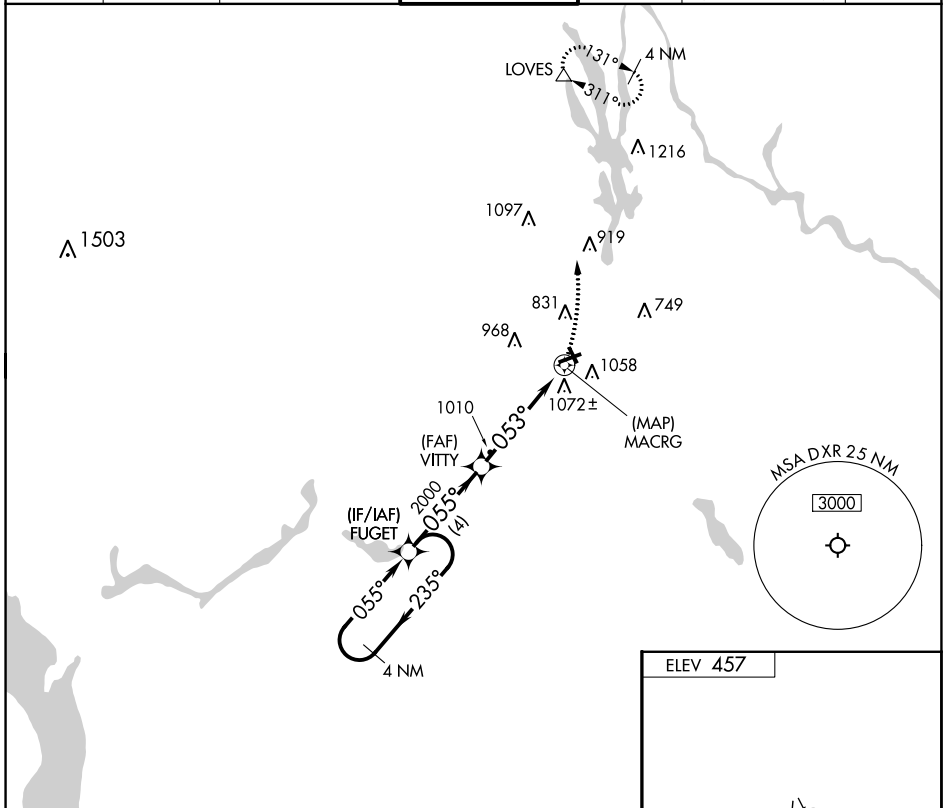 131°
4 NM
LOVES
311°
1216
1097
919
1503
831
749
968
1058
1072±
1010
(MAP)
MACRG
053°
(FAF)
VITTY
MSA DXR 25 NM
2000
3000
055°
(4)
(IF/IAF)
FUGET
055°
235°
4 NM
ELEV 457